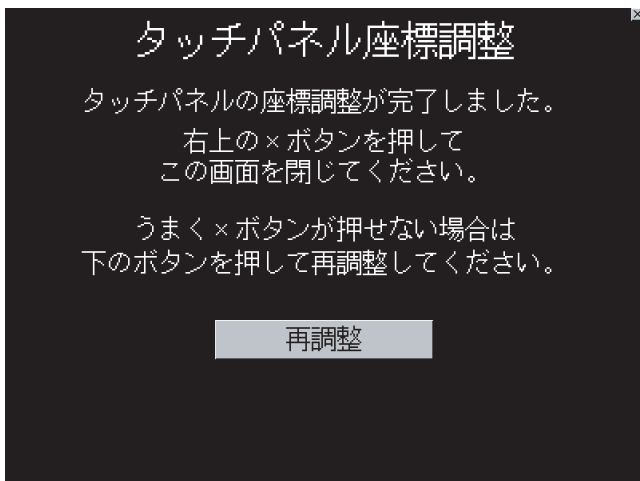 タッチパネル座標調整
タッチパネルの座標調整が完了しました。
右上の×ボタンを押して
この画面を閉じてください。
うまく×ボタンが押せない場合は
下のボタンを押して再調整してください。
再調整